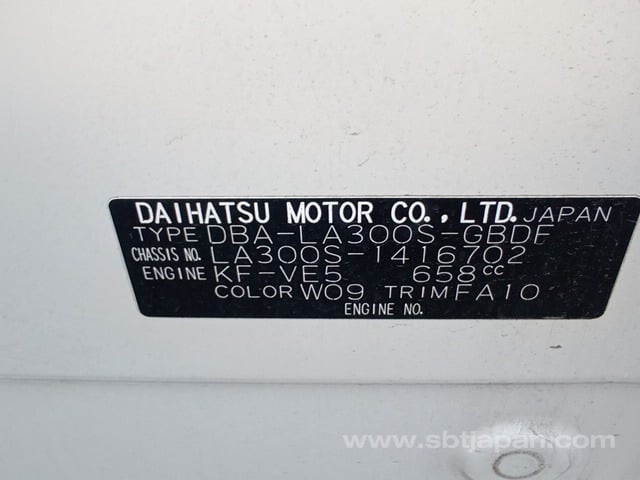 DAIHATSU MOTOR CO., LTD. JAPAN
TYPE DBA-LA300S-GBDF
CHASSIS NO. LA300S-1416702
ENGINE KF-VE5 658cc
COLOR W09 TRIM FA10
ENGINE NO.
www.sbtjapan.com